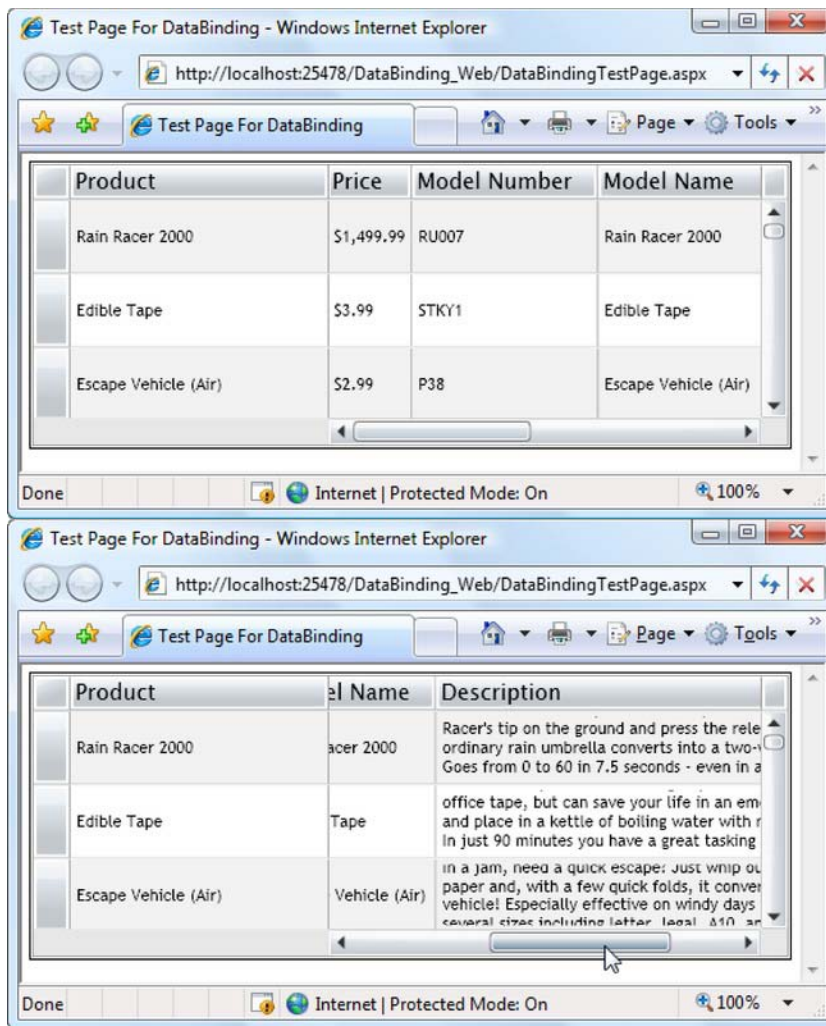 Test Page For DataBinding - Windows Internet Explorer
http://localhost:25478/DataBinding_Web/DataBindingTestPage.aspx
Test Page For DataBinding Page Tools
Product Price Model Number Model Name
Rain Racer 2000 $1,499.99 RU007 Rain Racer 2000
Edible Tape $3.99 STKY1 Edible Tape
Escape Vehicle (Air) $2.99 P38 Escape Vehicle (Air)
Done Internet | Protected Mode: On 100%
Test Page For DataBinding - Windows Internet Explorer
http://localhost:25478/DataBinding_Web/DataBindingTestPage.aspx
Test Page For DataBinding Page Tools
Product el Name Description
Racer's tip on the ground and press the rele
Rain Racer 2000 acer 2000 ordinary rain umbrella converts into a two-
Goes from 0 to 60 in 7.5 seconds - even in a
office tape, but can save your life in an em
Edible Tape Tape and place in a kettle of boiling water with
In just 90 minutes you have a great tasking
in a jam, need a quick escape? Just whip ou
Escape Vehicle (Air) Vehicle (Air) paper and, with a few quick folds, it conver
vehicle! Especially effective on windy days
several sizes including letter, legal, A10, an
Done Internet | Protected Mode: On 100%